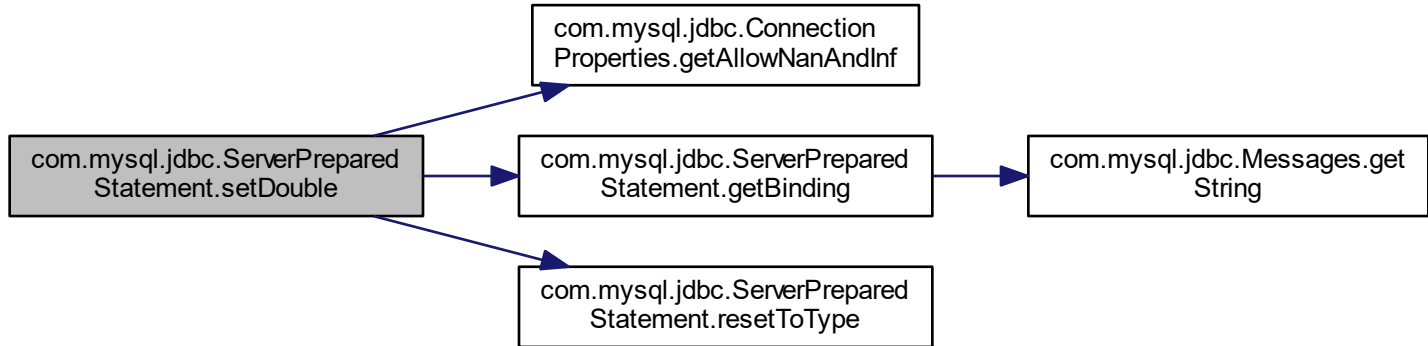 com.mysql.jdbc.Connection
Properties.getAllowNanAndInf
com.mysql.jdbc.ServerPrepared
Statement.setDouble
com.mysql.jdbc.ServerPrepared
Statement.getBinding
com.mysql.jdbc.Messages.get
String
com.mysql.jdbc.ServerPrepared
Statement.resetToType